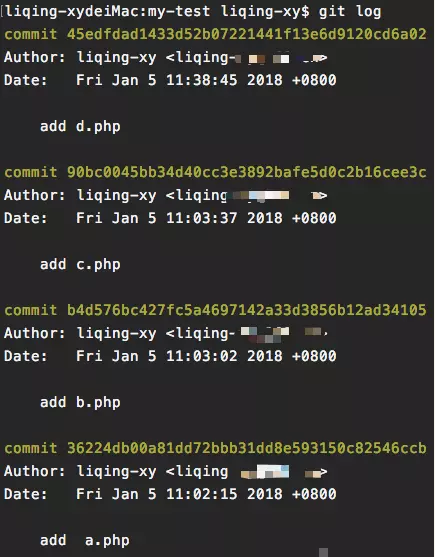 [liqing-xydeiMac:my-test liqing-xy$ git log
commit 45edfdad1433d52b07221441f13e6d9120cd6a02
Author: liqing-xy <liqing-          >
Date:   Fri Jan 5 11:38:45 2018 +0800
    add d.php
commit 90bc0045bb34d40cc3e3892bafe5d0c2b16cee3c
Author: liqing-xy <liqing          >
Date:   Fri Jan 5 11:03:37 2018 +0800
    add c.php
commit b4d576bc427fc5a4697142a33d3856b12ad34105
Author: liqing-xy <liqing-
Date:   Fri Jan 5 11:03:02 2018 +0800
    add b.php
commit 36224db00a81dd72bbb31dd8e593150c82546ccb
Author: liqing-xy <liqing          >
Date:   Fri Jan 5 11:02:15 2018 +0800
    add  a.php